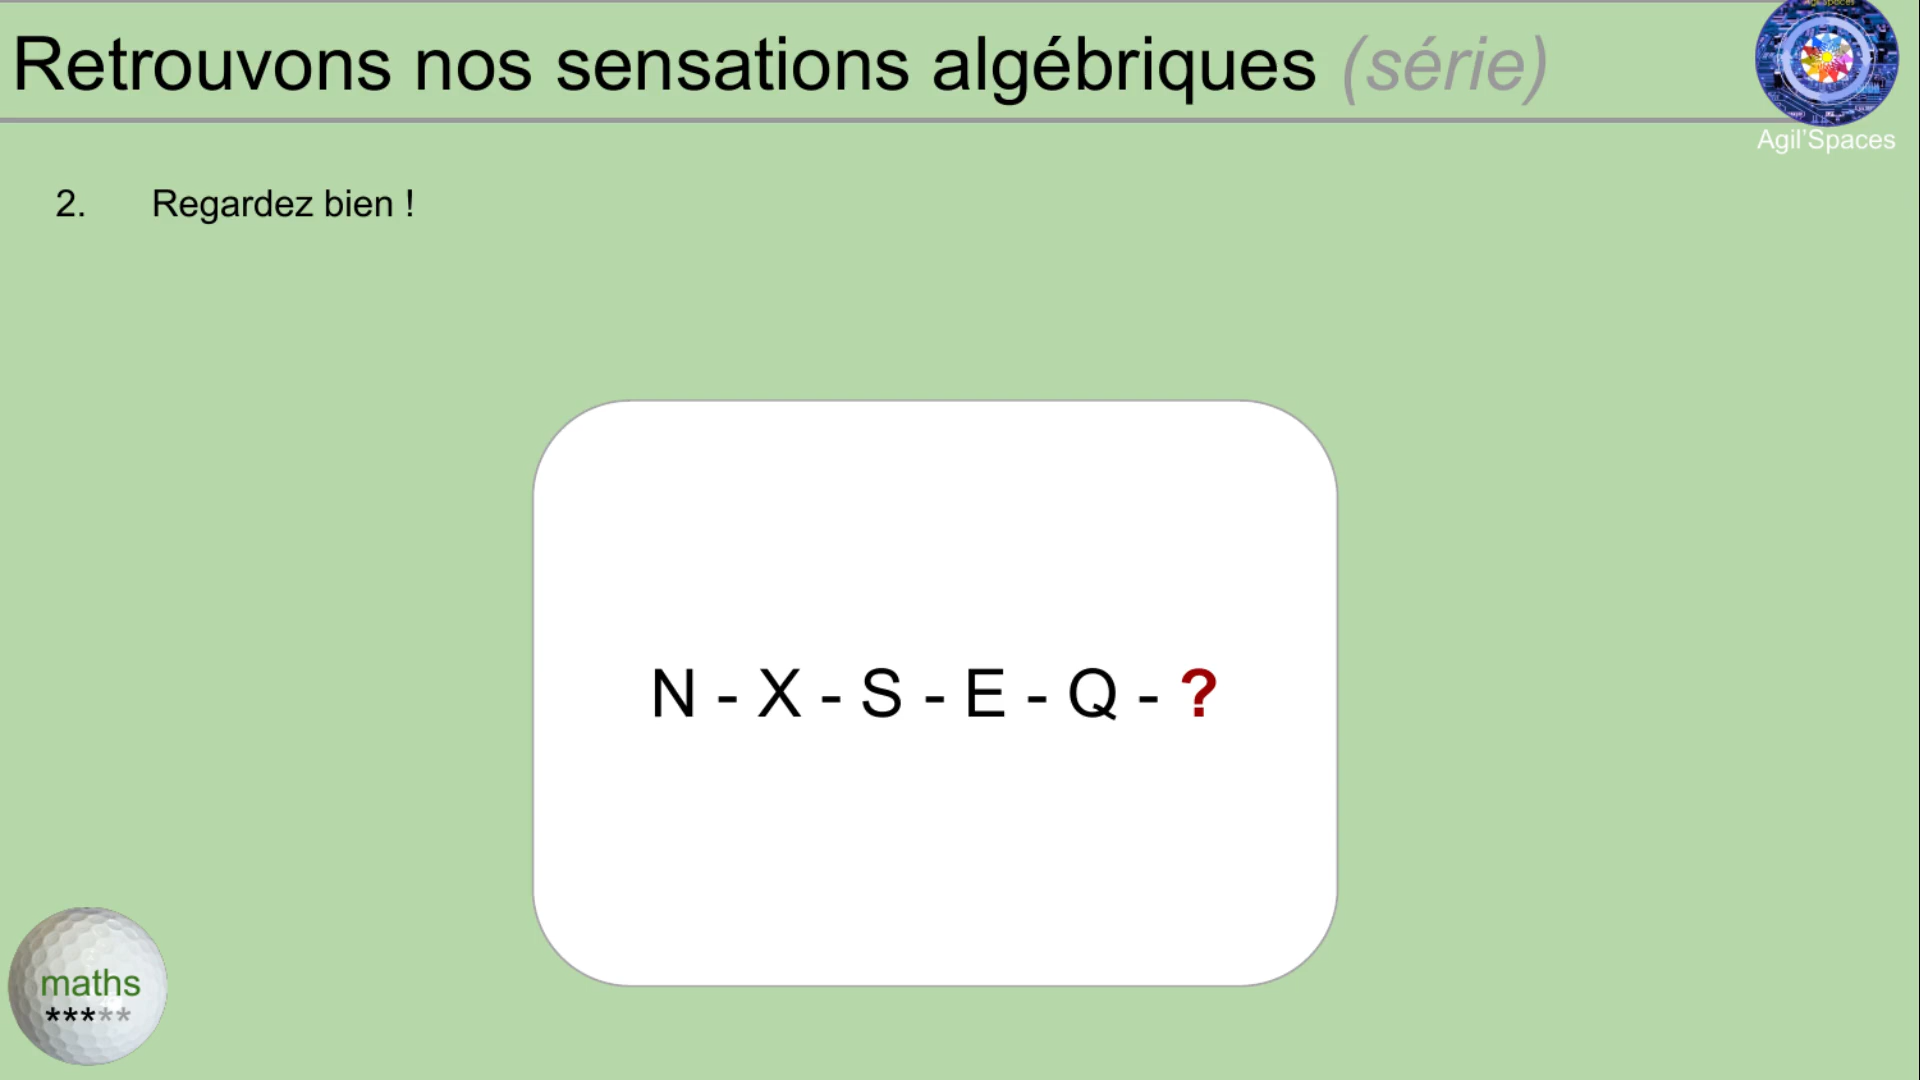 Retrouvons nos sensations algébriques (série)
Agil'Spaces
2. Regardez bien !
N - X - S - E - Q - ?
maths
*****